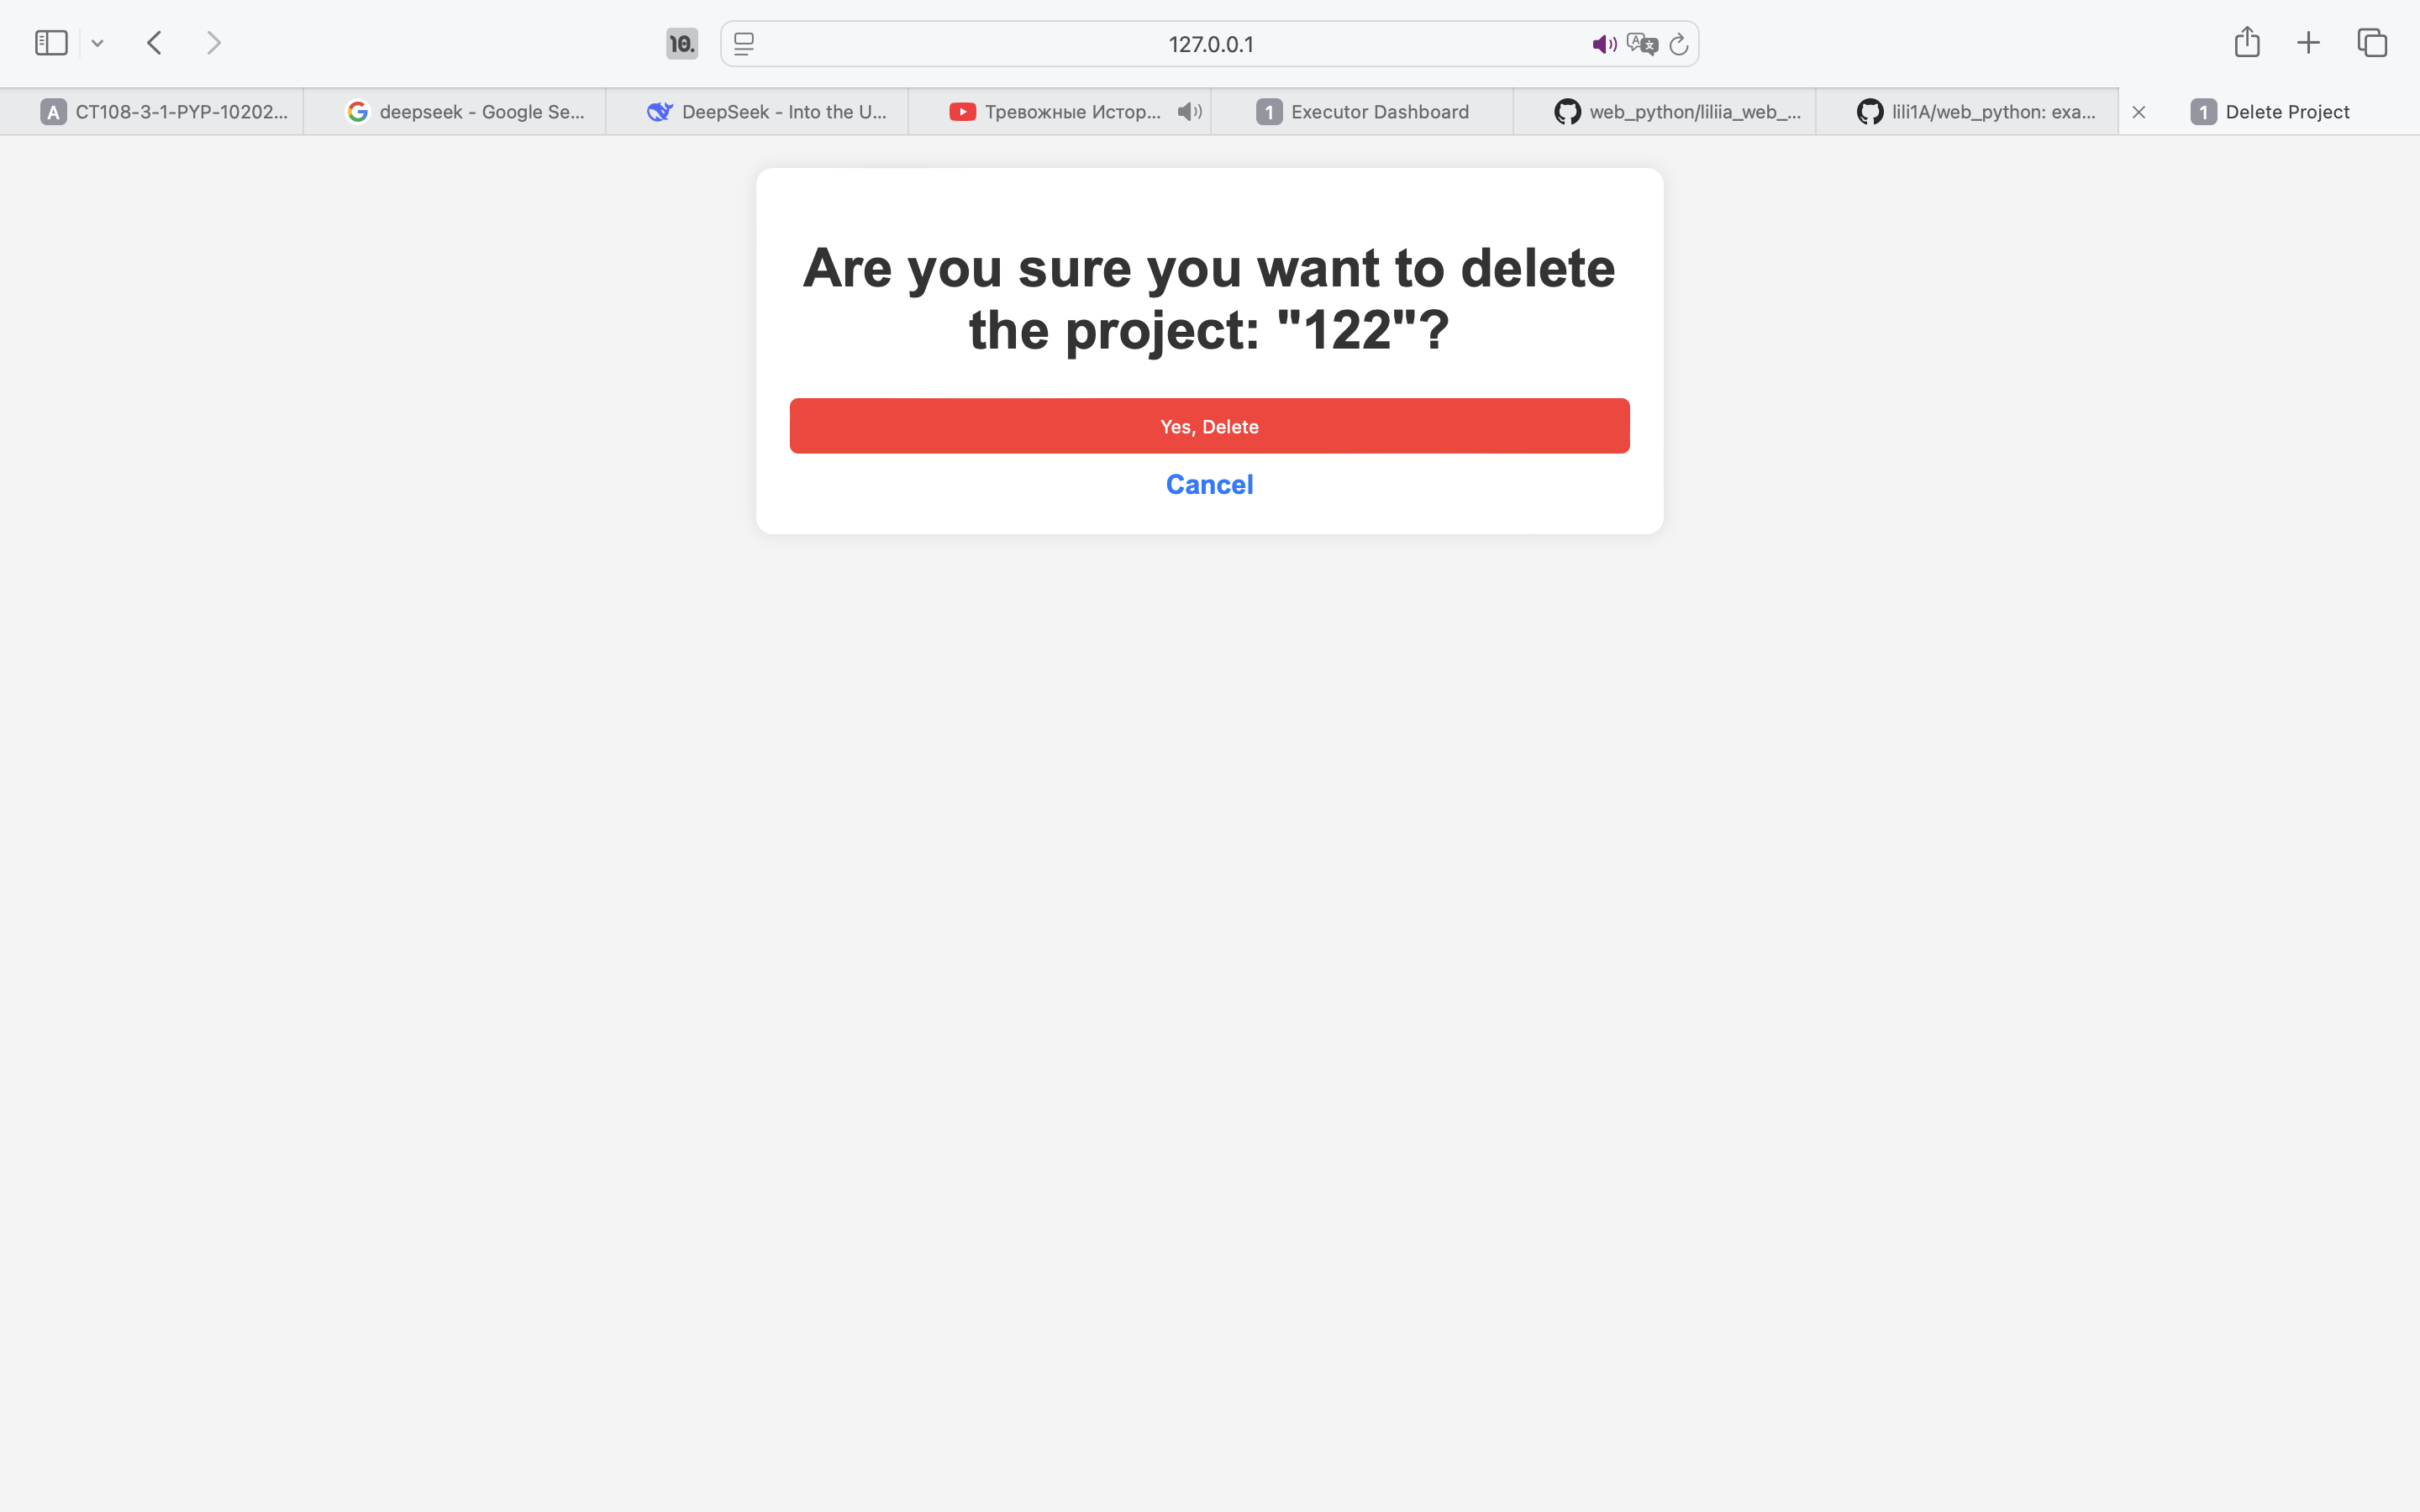 10.
127.0.0.1
A CT108-3-1-PYP-10202...
deepseek - Google Se...
DeepSeek - Into the U...
Тревожные Истор...
1 Executor Dashboard
web_python/liliia_web_...
lili1A/web_python: exa...
1 Delete Project
Are you sure you want to delete
the project: "122"?
Yes, Delete
Cancel